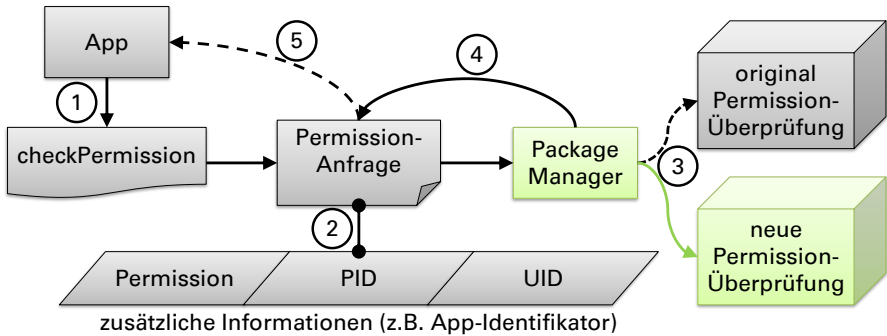 App
5
4
1
original
Permission-
Überprüfung
checkPermission
Permission-
Anfrage
Package
Manager
3
2
neue
Permission-
Überprüfung
Permission
PID
UID
zusätzliche Informationen (z.B. App-Identifikator)